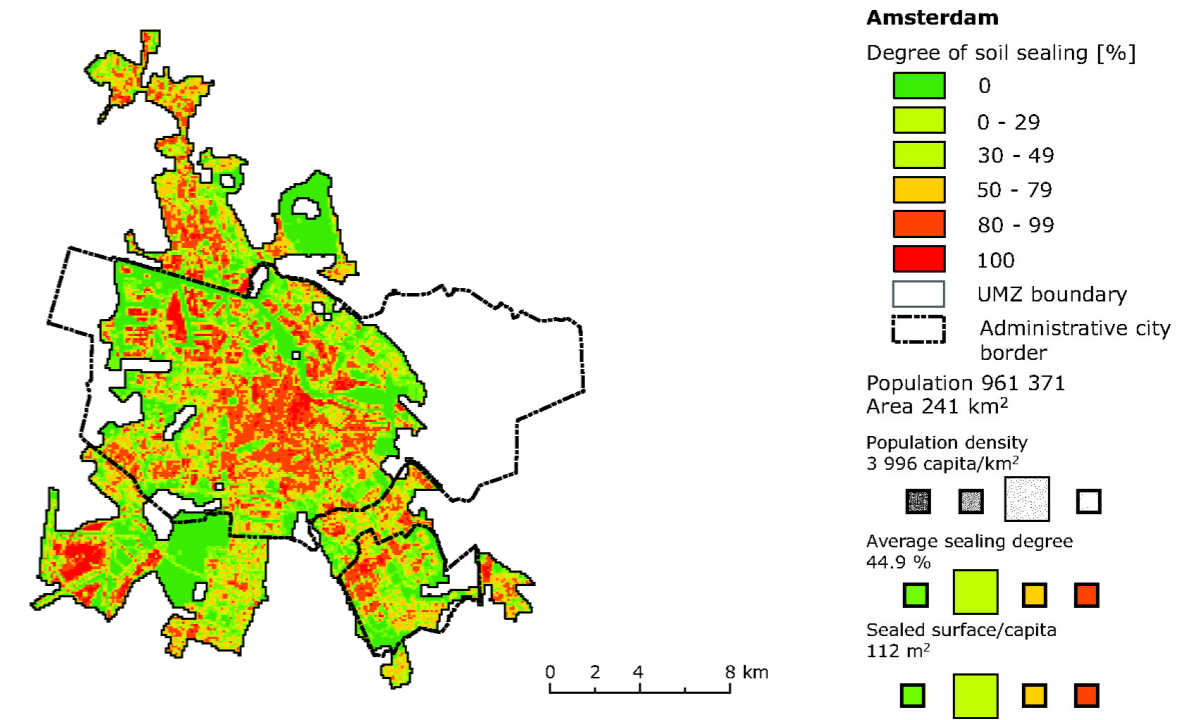 Amsterdam
Degree of soil sealing [%]
0
0 - 29
30 - 49
50 - 79
80 - 99
100
UMZ boundary
Administrative city
border
Population 961 371
Area 241 km²
Population density
3 996 capita/km²
Average sealing degree
44.9 %
Sealed surface/capita
112 m²
0 2 4 8 km